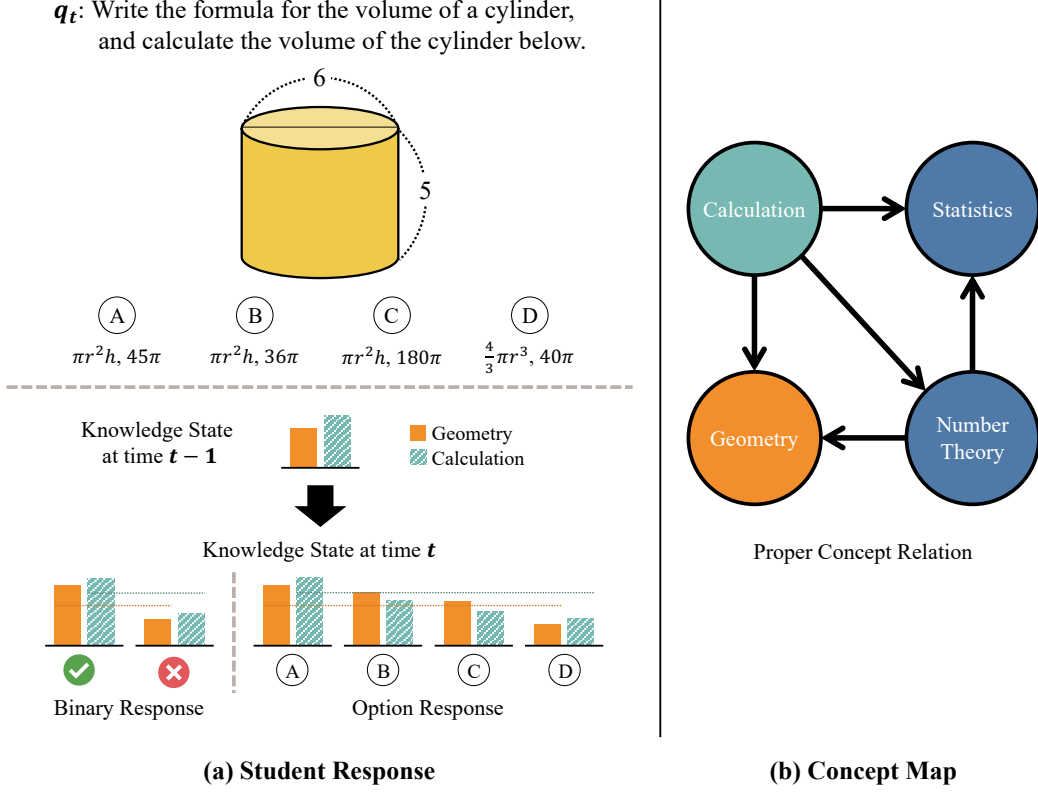 q_t: Write the formula for the volume of a cylinder,
and calculate the volume of the cylinder below.
6
5
A B C D
πr²h, 45π πr²h, 36π πr²h, 180π 4/3 πr³, 40π
Knowledge State
at time t − 1
Geometry
Calculation
Knowledge State at time t
A B C D
Binary Response Option Response
(a) Student Response
Calculation Statistics
Geometry Number
Theory
Proper Concept Relation
(b) Concept Map